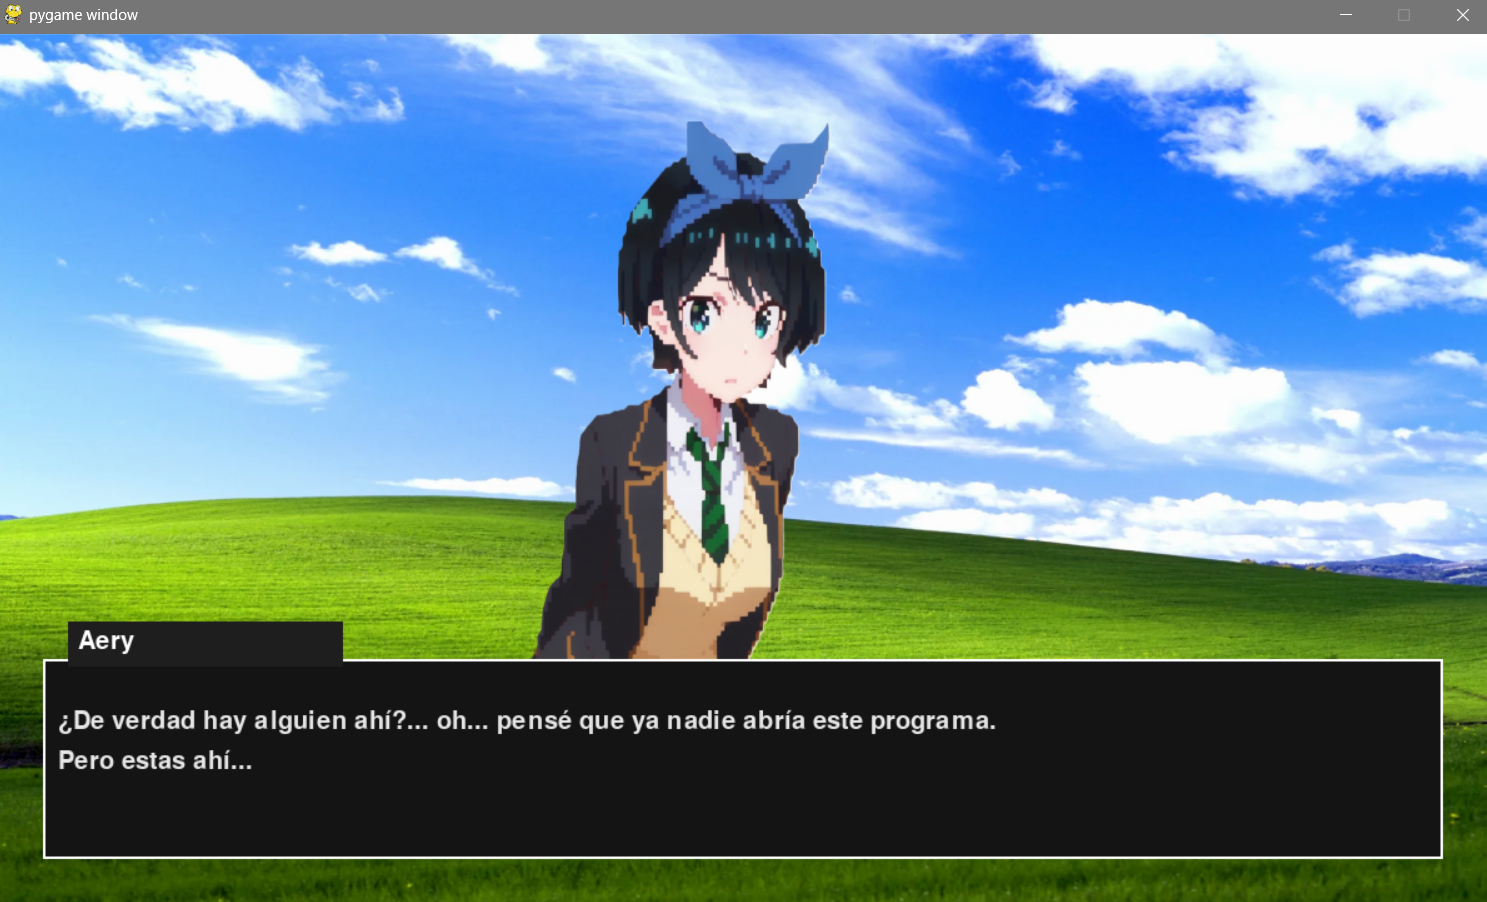 pygame window
Aery
¿De verdad hay alguien ahí?... oh... pensé que ya nadie abría este programa.
Pero estas ahí...